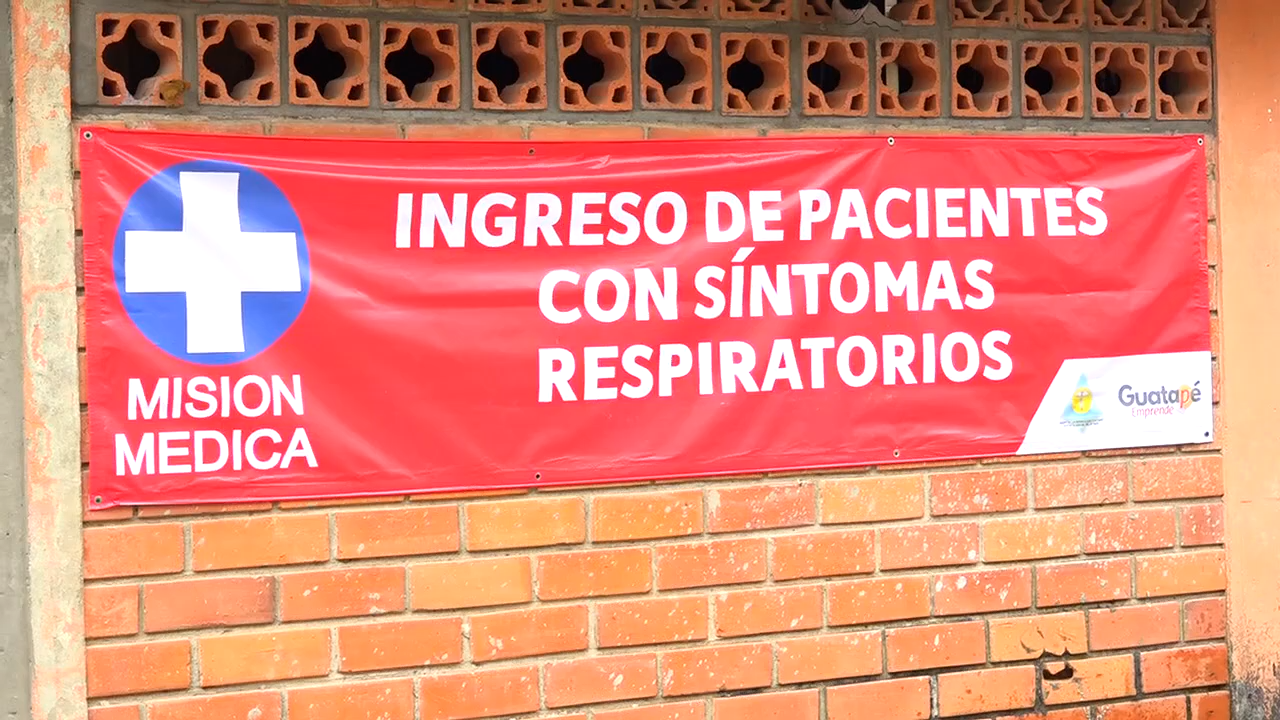 INGRESO DE PACIENTES
CON SÍNTOMAS
RESPIRATORIOS
MISION
MEDICA
Guatapé
Emprende